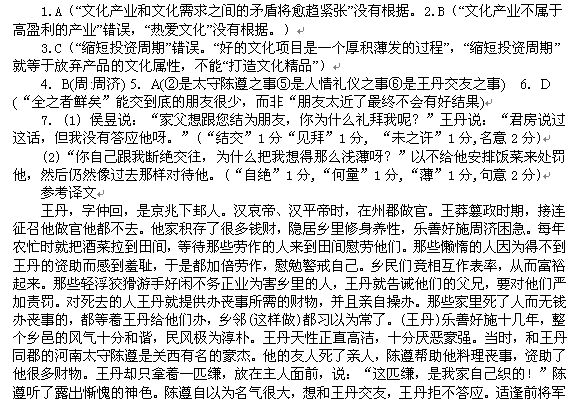 1.A（“文化产业和文化需求之间的矛盾将愈趋紧张”没有根据。2.B（“文化产业不属于
高盈利的产业”错误，“热爱文化”没有根据。）
3.C（“缩短投资周期”错误。“好的文化项目是一个厚积薄发的过程”，“缩短投资周期”
就等于放弃产品的文化属性，不能“打造文化精品”）
4. B(周:周济) 5. A(②是太守陈遵之事⑤是人情礼仪之事⑥是王丹交友之事) 6. D
(“全之者鲜矣”能交到底的朋友很少，而非“朋友太近了最终不会有好结果)
7.（1）侯昱说：“家父想跟您结为朋友，你为什么礼拜我呢？”王丹说：“君房说过
这话，但我没有答应他呀。”(“结交”1分“见拜”1分, “未之许”1分,名意2分)
(2)“你自己跟我断绝交往，为什么把我想得那么浅薄呀？”以不给他安排饭菜来处罚
他，然后仍然像过去那样对待他。(“自绝”1分,“何量”1分,“薄”1分,句意2分)
参考译文
王丹，字仲回，是京兆下邽人。汉哀帝、汉平帝时，在州郡做官。王莽篡政时期，接连
征召他做官他都不去。他家积存了很多钱财，隐居乡里修身养性，乐善好施周济困急。每年
农忙时就把酒菜拉到田间，等待那些劳作的人来到田间慰劳他们。那些懒惰的人因为得不到
王丹的资助而感到羞耻，于是都加倍劳作，慰勉警戒自己。乡民们竟相互作表率，从而富裕
起来。那些轻浮狡猾游手好闲不务正业为害乡里的人，王丹就告诫他们的父兄，要对他们严
加责罚。对死去的人王丹就提供办丧事所需的财物，并且亲自操办。那些家里死了人而无钱
办丧事的，都等着王丹给他们办，乡邻(这样做)都习以为常了。(王丹)乐善好施十几年，整
个乡邑的风气十分和谐，民风极为淳朴。王丹天性正直高洁，十分厌恶豪强。当时，和王丹
同郡的河南太守陈遵是关西有名的豪杰。他的友人死了亲人，陈遵帮助他料理丧事，资助了
他很多财物。王丹却只拿着一匹缣，放在主人面前，说：“这匹缣，是我家自己织的！”陈
遵听了露出惭愧的神色。陈遵自以为名气很大，想和王丹交友，王丹拒不答应。适逢前将军